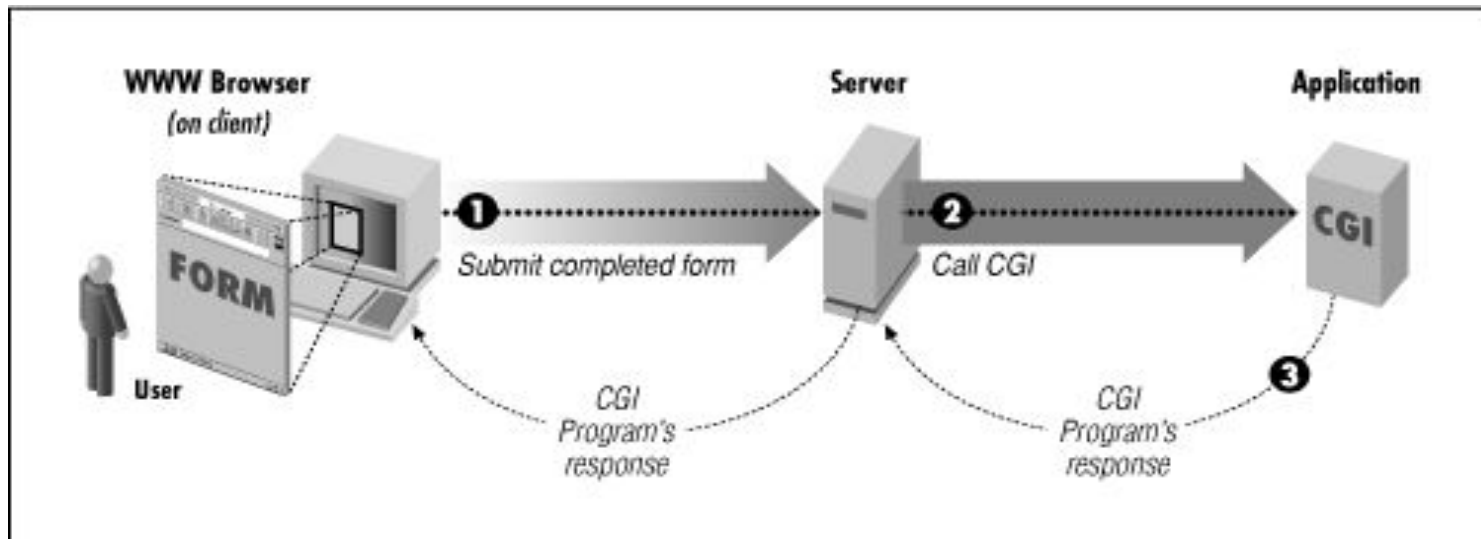 WWW Browser
(on client)
Server
Application
1
2
CGI
Submit completed form
Call CGI
FORM
User
3
CGI
Program's
response
CGI
Program's
response